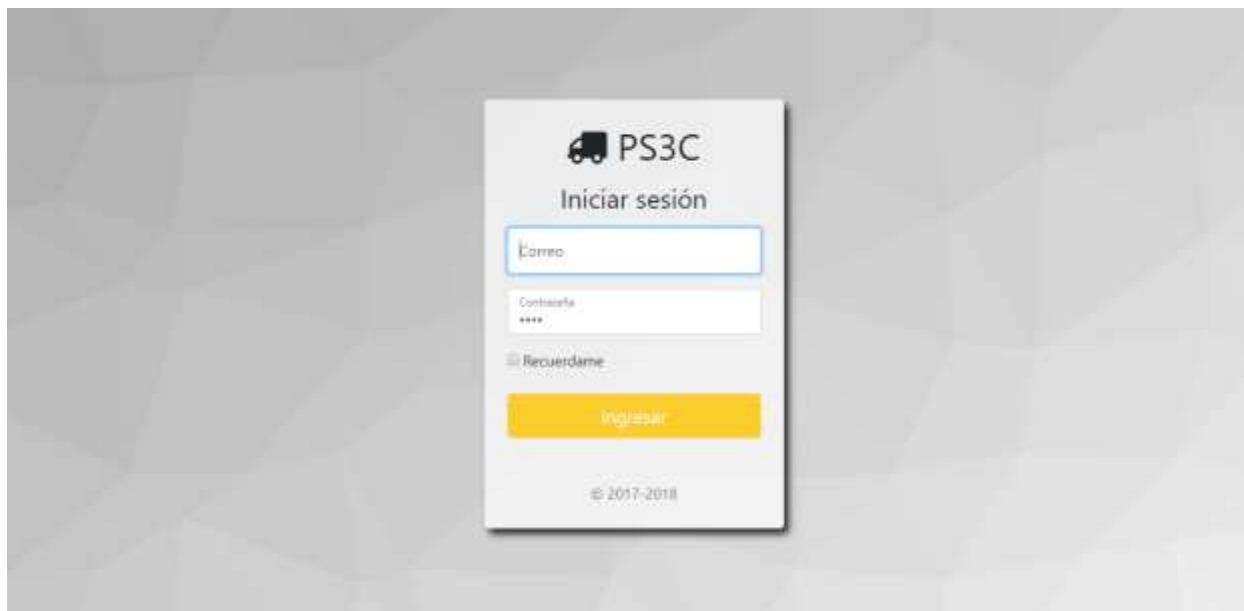 PS3C
Iniciar sesión
Correo
Contraseña
••••
Recuerdame
Ingresar
© 2017-2018